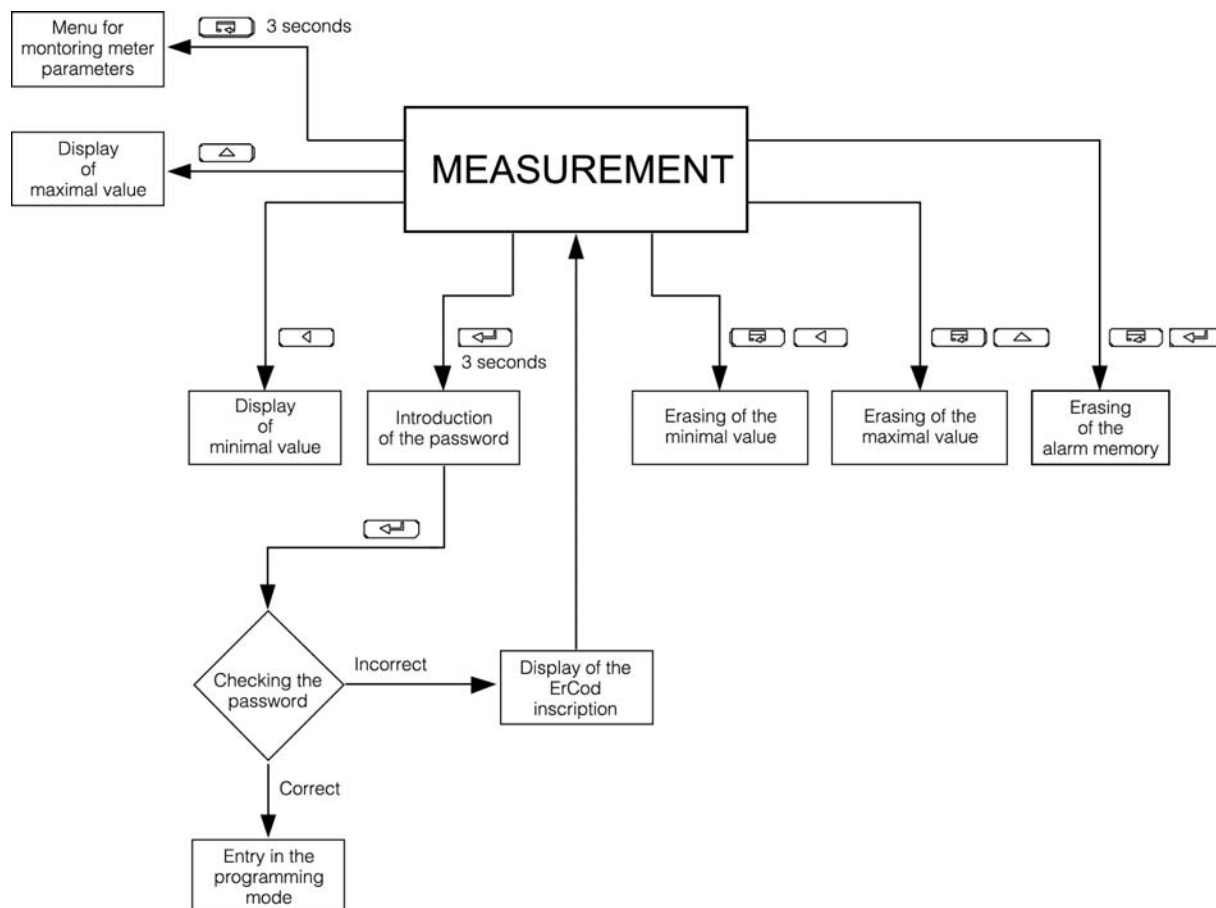 Menu for
montoring meter
parameters
3 seconds
Display
of
maximal value
MEASUREMENT
3 seconds
Display
of
minimal value
Introduction
of the password
Erasing of the
minimal value
Erasing of the
maximal value
Erasing
of the
alarm memory
Checking the
password
Incorrect
Display of the
ErCod
inscription
Correct
Entry in the
programming
mode